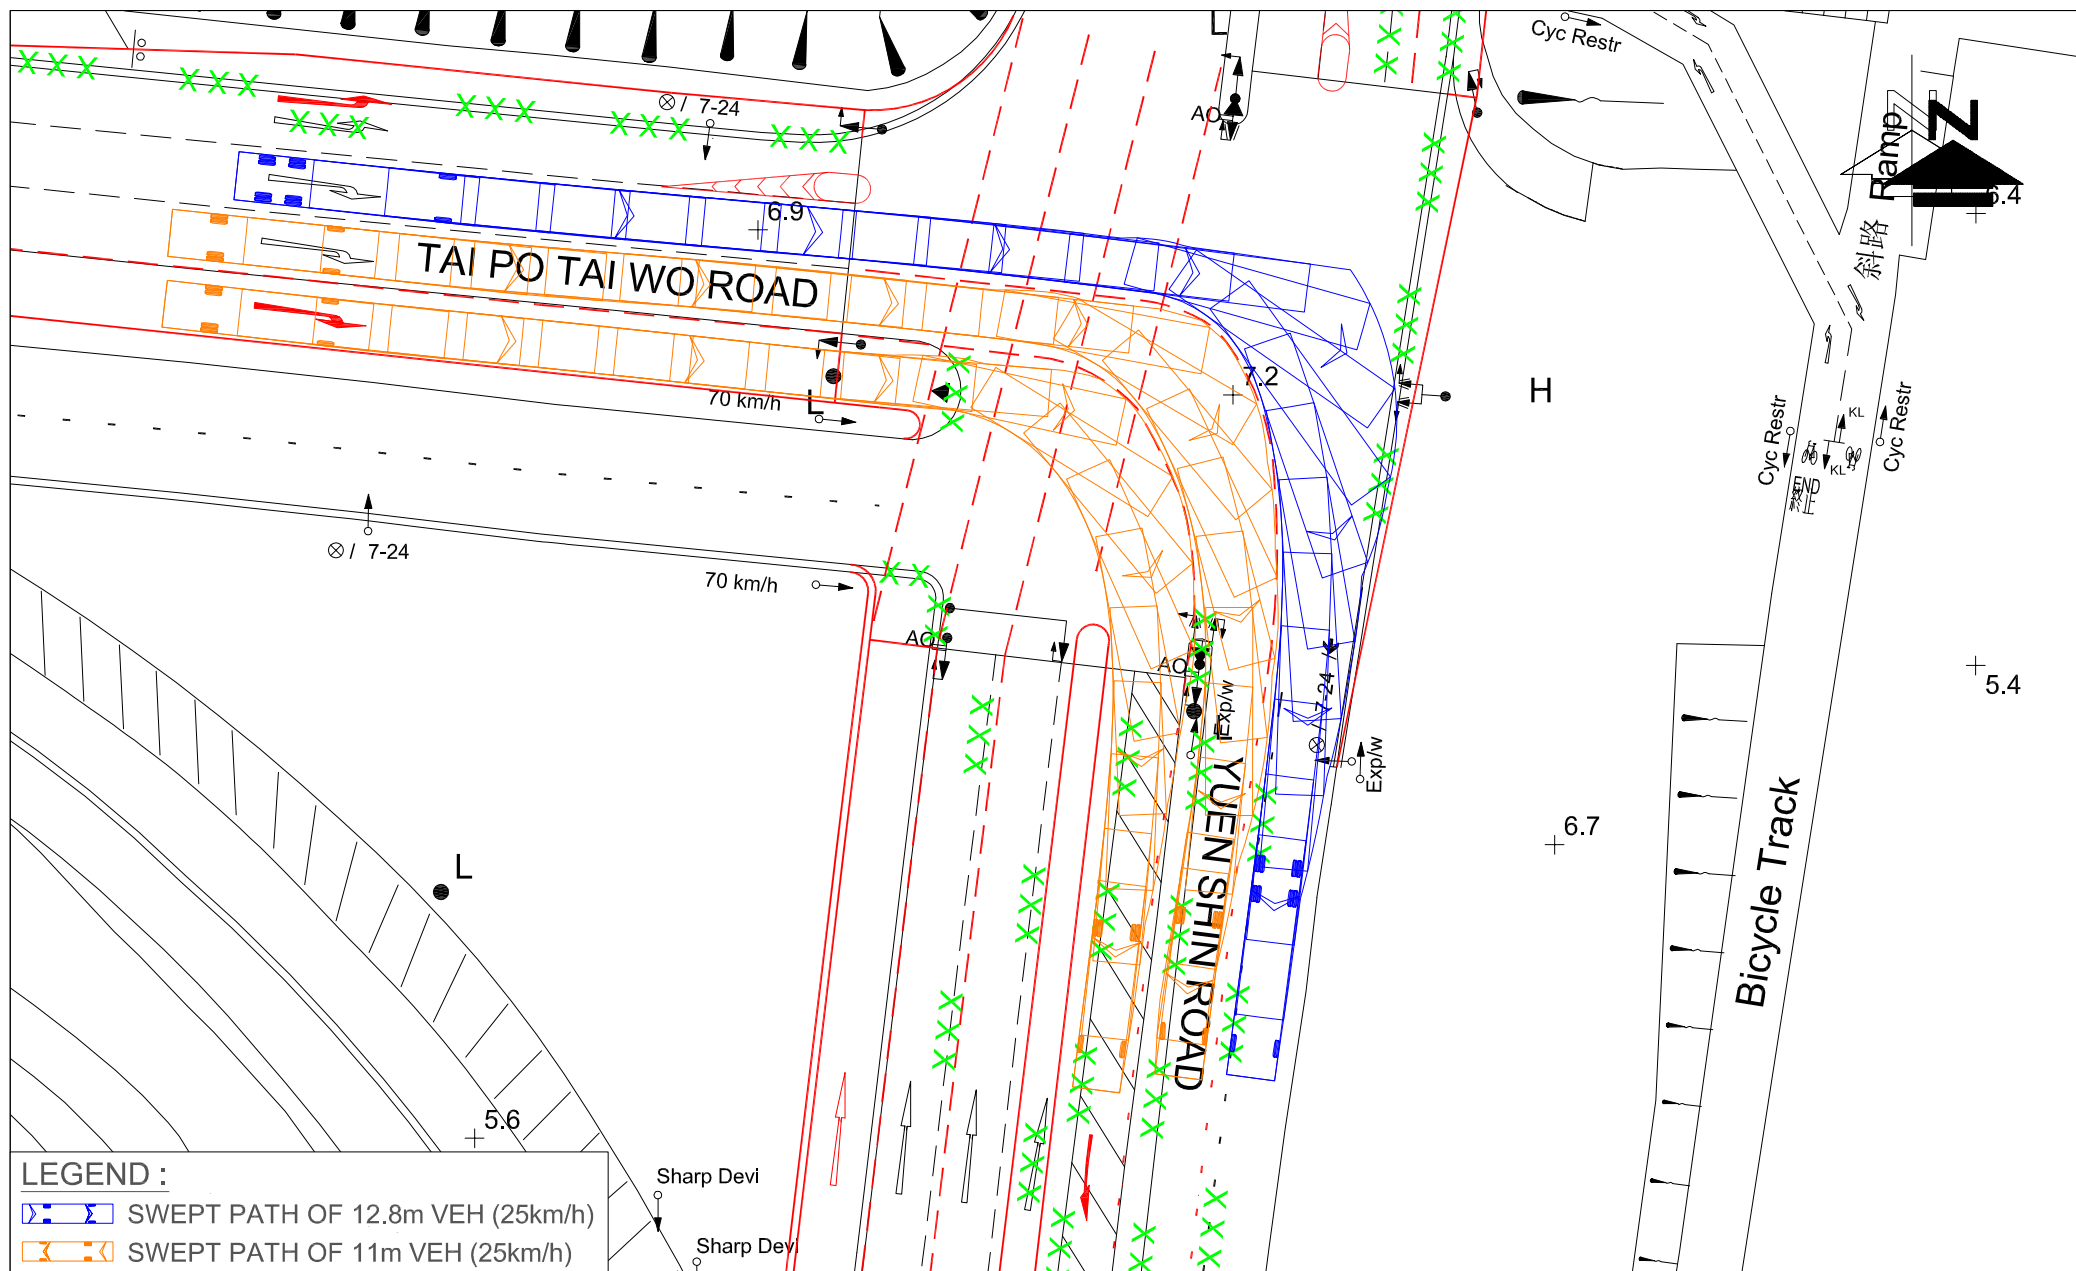 Cyc Restr
L
AO
⊗ / 7-24
N
斜路 Ramp
6.4
6.9
TAI PO TAI WO ROAD
7.2
H
70 km/h
L
KL
Cyc Restr
Cyc Restr
KL
END
終止
⊗ / 7-24
70 km/h
AO
AO
Exp/w
⊗ / 7-24
5.4
Exp/w
YUEN SHIN ROAD
6.7
L
Bicycle Track
5.6
Sharp Devi
Sharp Devi
LEGEND :
SWEPT PATH OF 12.8m VEH (25km/h)
SWEPT PATH OF 11m VEH (25km/h)